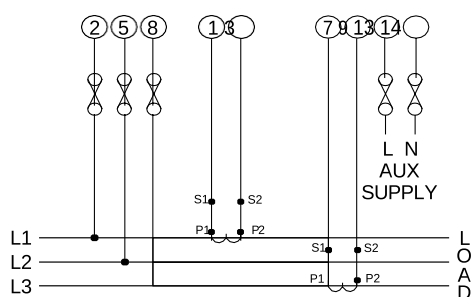 2 5 8 1 3 7 9 13 14
L N
AUX
SUPPLY
S1 S2
P1 P2
L1
S1 S2
L2
P1 P2
L3
L
O
A
D